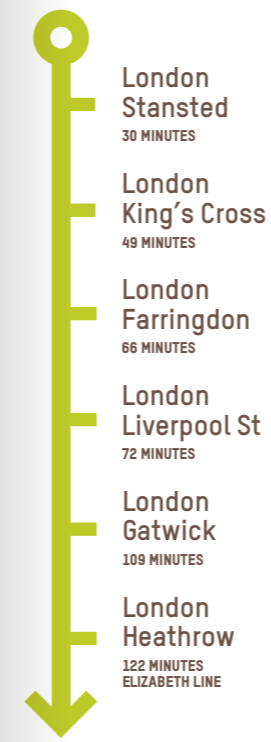 London
Stansted
30 MINUTES
London
King's Cross
49 MINUTES
London
Farringdon
66 MINUTES
London
Liverpool St
72 MINUTES
London
Gatwick
109 MINUTES
London
Heathrow
122 MINUTES
ELIZABETH LINE